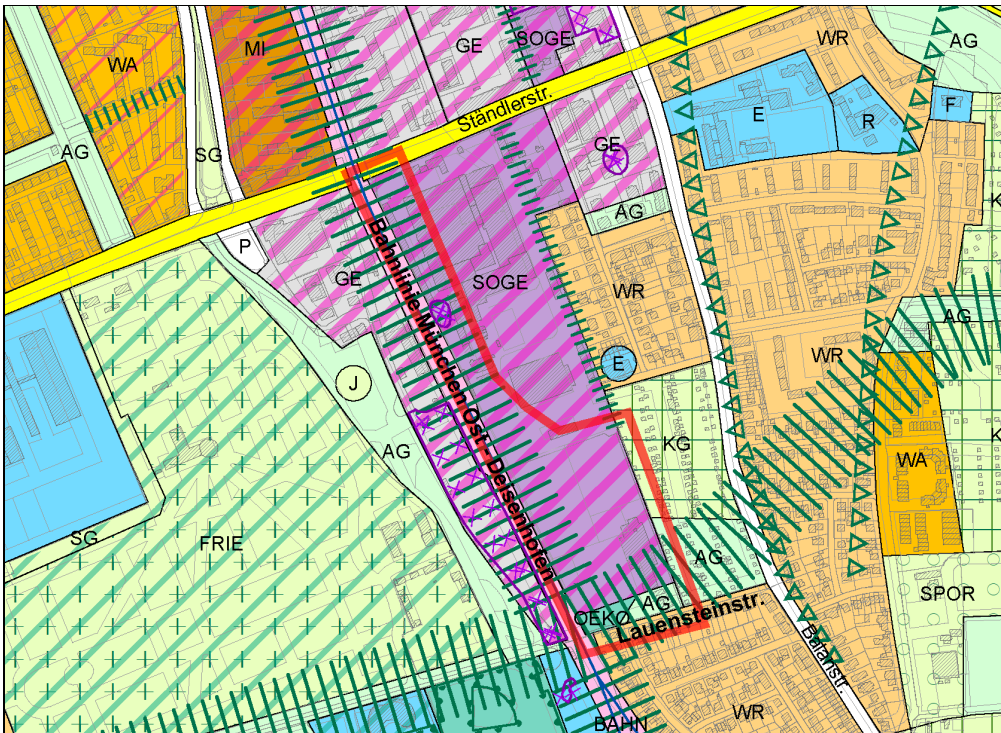 MI
GE
SOGE
WR
AG
WA
Ständlerstr.
E
R
F
AG
SG
GE
K
P
AG
GE
Bahnlinie München Ost - Deisenhofen
SOGE
WR
AG
WR
E
J
KG
K
AG
WA
SG
FRIE
AG
SPOR
OEKO
AG
Lauensteinstr.
Balanstr.
BAHN
WR